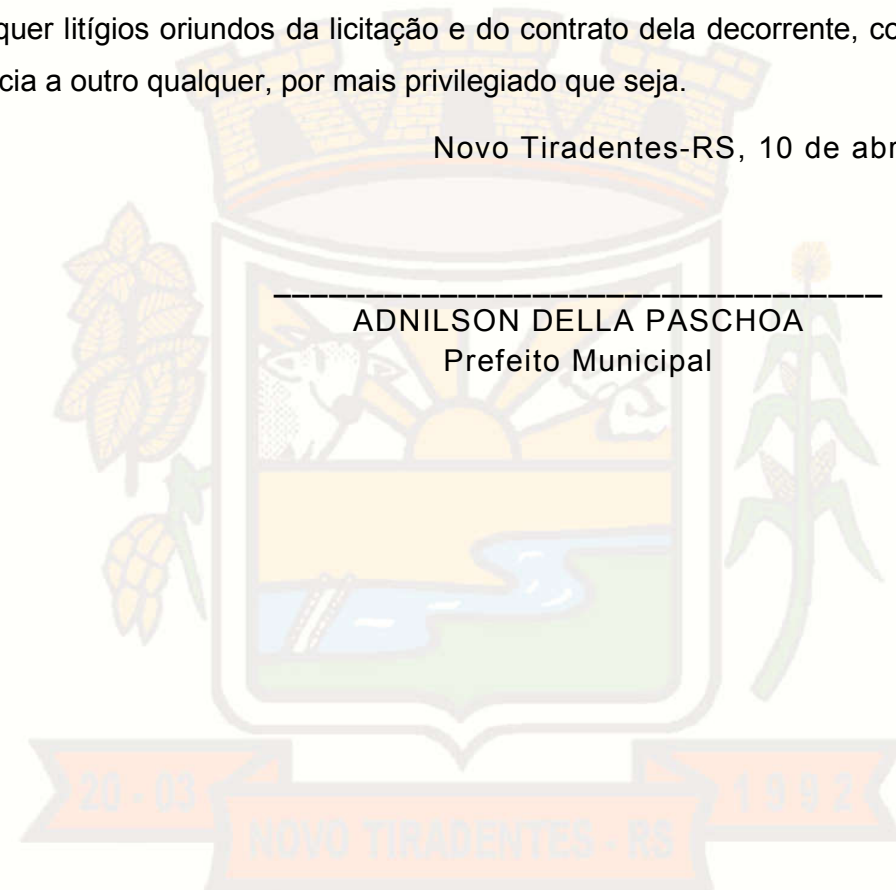 quer litígios oriundos da licitação e do contrato dela decorrente, co
cia a outro qualquer, por mais privilegiado que seja.
Novo Tiradentes-RS, 10 de abr
ADNILSON DELLA PASCHOA
Prefeito Municipal
20 - 03
1992
NOVO TIRADENTES - RS